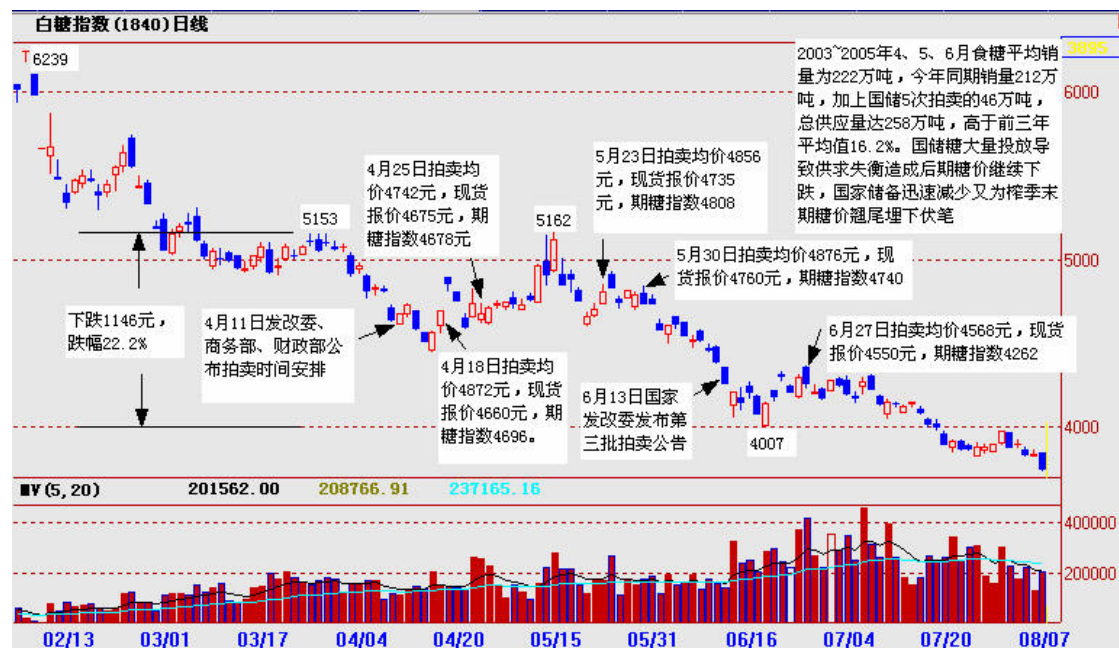 白糖指数(1840)日线
T6239
3895
2003~2005年4、5、6月食糖平均销
量为222万吨,今年同期销量212万
吨,加上国储5次拍卖的46万吨,
总供应量达258万吨,高于前三年
平均值16.2%。国储糖大量投放导
致供求失衡造成后期糖价继续下
跌,国家储备迅速减少又为榨季末
期糖价翘尾埋下伏笔
6000
4月25日拍卖均
价4742元,现货
报价4675元,期
糖指数4678元
5月23日拍卖均价4856
元,现货报价4735
元,期糖指数4808
5153
5162
5000
5月30日拍卖均价4876元,现
货报价4760元,期糖指数4740
下跌1146元,
跌幅22.2%
4月11日发改委、
商务部、财政部公
布拍卖时间安排
4月18日拍卖均
价4872元,现货
报价4660元,期
糖指数4696。
6月27日拍卖均价4568元,现货
报价4550元,期糖指数4262
6月13日国家
发改委发布第
三批拍卖公告
4007
4000
MV(5,20) 201562.00 208766.91 237165.16
400000
200000
02/13 03/01 03/17 04/04 04/20 05/15 05/31 06/16 07/04 07/20 08/07